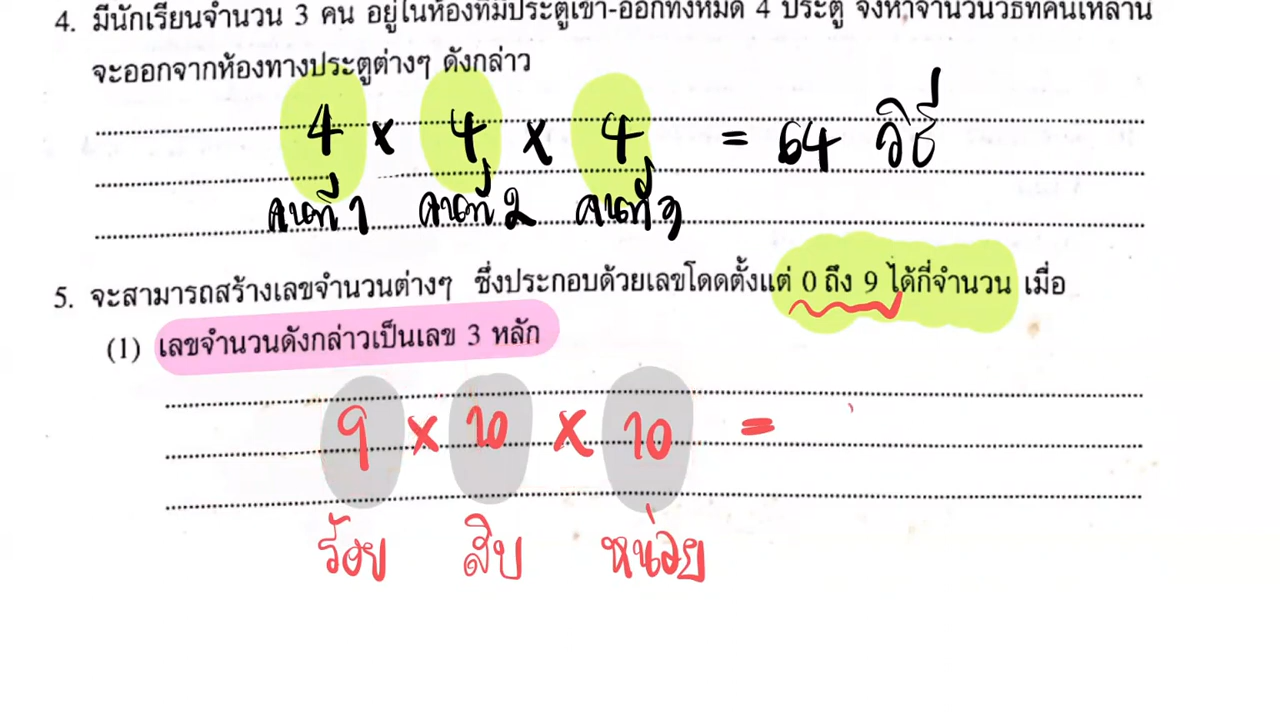 4. มีนักเรียนจำนวน 3 คน อยู่ในห้องที่มีประตูเข้า-ออกทั้งหมด 4 ประตู จงหาจำนวนวิธีที่คนเหล่านี้
จะออกจากห้องทางประตูต่างๆ ดังกล่าว
4 x 4 x 4 = 64 วิธี
คนที่ 1 คนที่ 2 คนที่ 3
5. จะสามารถสร้างเลขจำนวนต่างๆ ซึ่งประกอบด้วยเลขโดดตั้งแต่ 0 ถึง 9 ได้กี่จำนวน เมื่อ
(1) เลขจำนวนดังกล่าวเป็นเลข 3 หลัก
9 x 10 x 10 =
ร้อย สิบ หน่วย